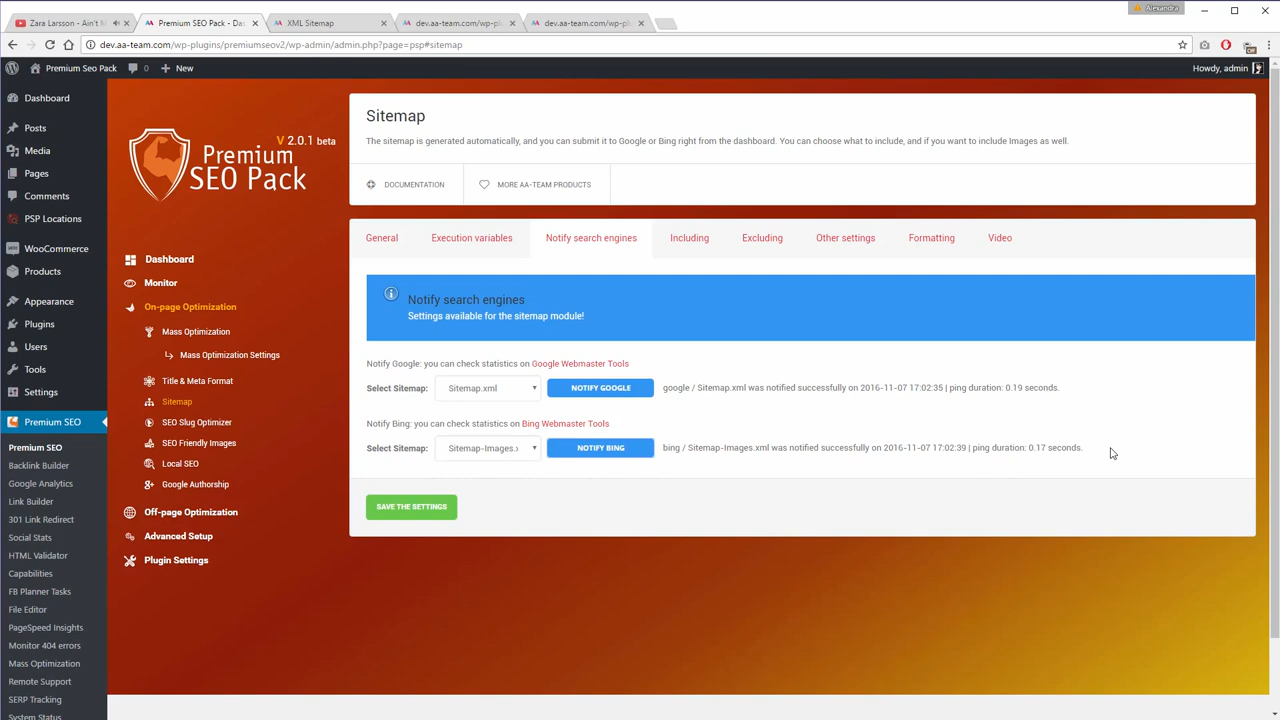 Alexandra
Zara Larsson - Ain't M
Premium SEO Pack - Das
XML Sitemap
dev.aa-team.com/wp-plu
dev.aa-team.com/wp-plu
dev.aa-team.com/wp-plugins/premiumseov2/wp-admin/admin.php?page=psp#sitemap
Premium SEO Pack
0
New
Howdy, admin
Dashboard
Posts
Media
Pages
Comments
PSP Locations
WooCommerce
Products
Appearance
Plugins
Users
Tools
Settings
Premium SEO
Premium SEO
Backlink Builder
Google Analytics
Link Builder
301 Link Redirect
Social Stats
HTML Validator
Capabilities
FB Planner Tasks
File Editor
PageSpeed Insights
Monitor 404 errors
Mass Optimization
Remote Support
SERP Tracking
System Status
V 2.0.1 beta
Premium
SEO Pack
Dashboard
Monitor
On-page Optimization
Mass Optimization
Mass Optimization Settings
Title & Meta Format
Sitemap
SEO Slug Optimizer
SEO Friendly Images
Local SEO
Google Authorship
Off-page Optimization
Advanced Setup
Plugin Settings
Sitemap
The sitemap is generated automatically, and you can submit it to Google or Bing right from the dashboard. You can choose what to include, and if you want to include Images as well.
DOCUMENTATION
MORE AA-TEAM PRODUCTS
General
Execution variables
Notify search engines
Including
Excluding
Other settings
Formatting
Video
Notify search engines
Settings available for the sitemap module!
Notify Google: you can check statistics on Google Webmaster Tools
Select Sitemap: Sitemap.xml NOTIFY GOOGLE google / Sitemap.xml was notified successfully on 2016-11-07 17:02:35 | ping duration: 0.19 seconds.
Notify Bing: you can check statistics on Bing Webmaster Tools
Select Sitemap: Sitemap-Images.x NOTIFY BING bing / Sitemap-Images.xml was notified successfully on 2016-11-07 17:02:39 | ping duration: 0.17 seconds.
SAVE THE SETTINGS